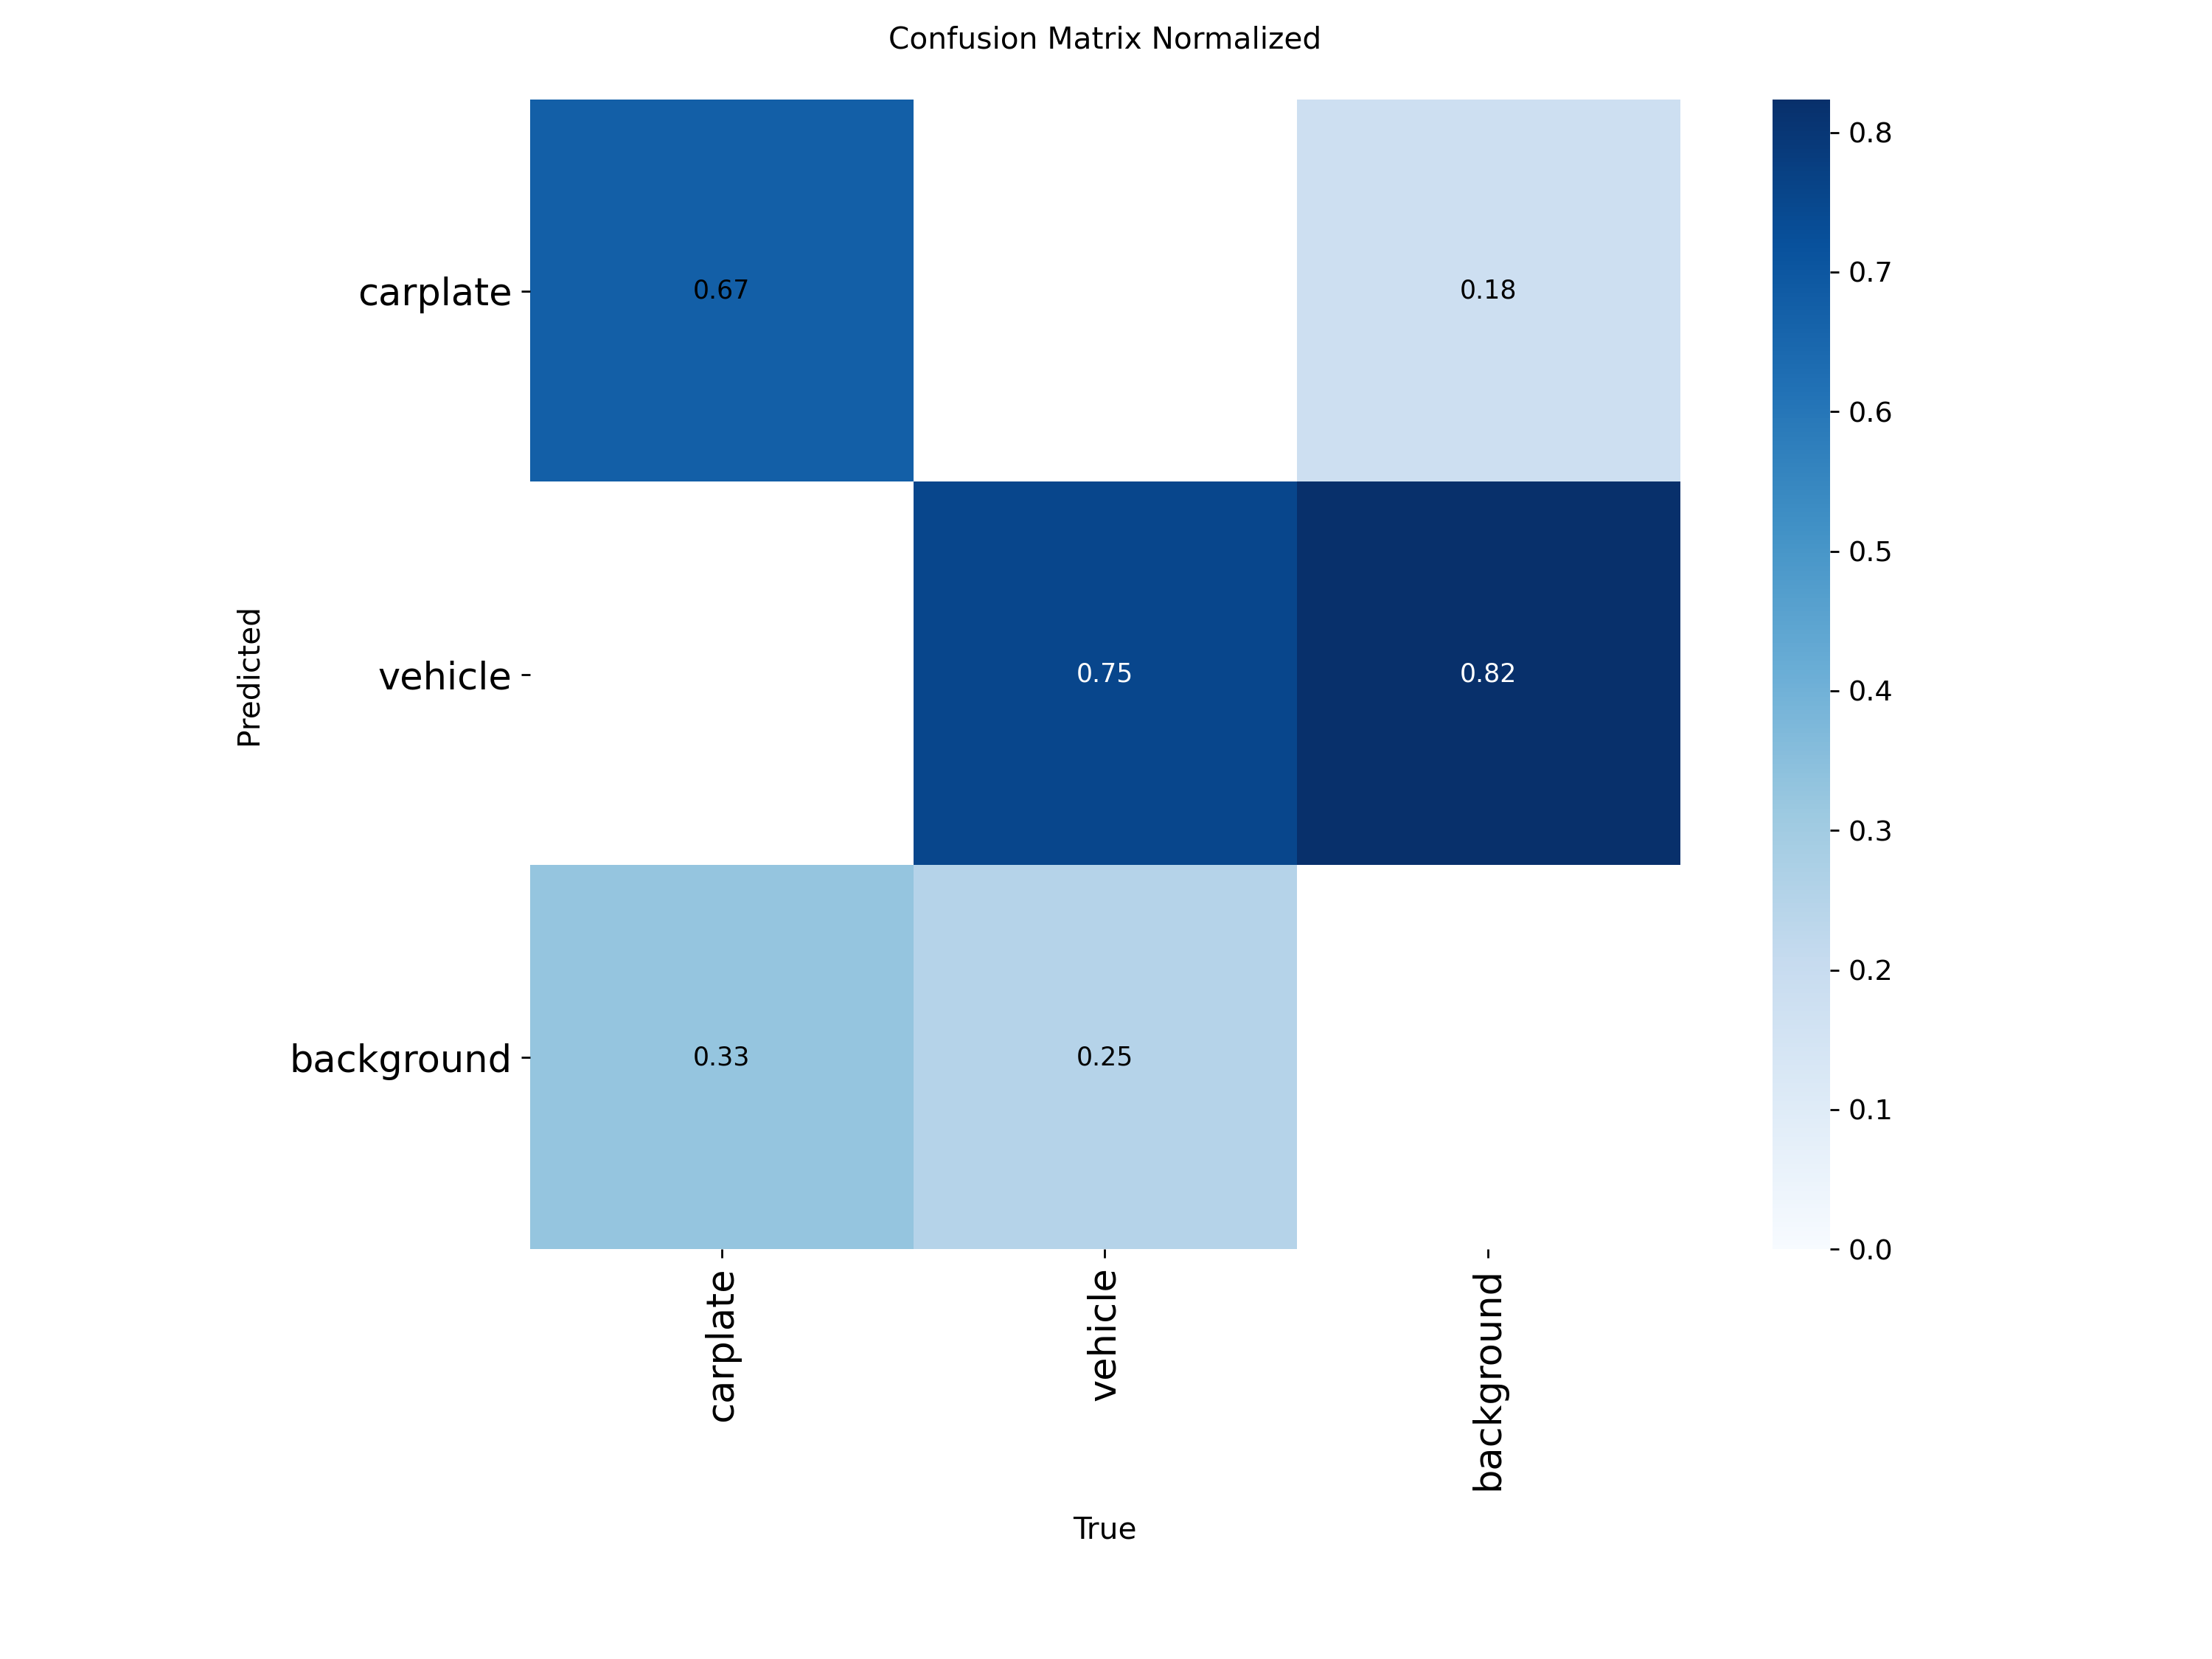 Confusion Matrix Normalized
carplate
vehicle
background
Predicted
0.67
0.18
0.75
0.82
0.33
0.25
carplate
vehicle
background
True
0.8
0.7
0.6
0.5
0.4
0.3
0.2
0.1
0.0